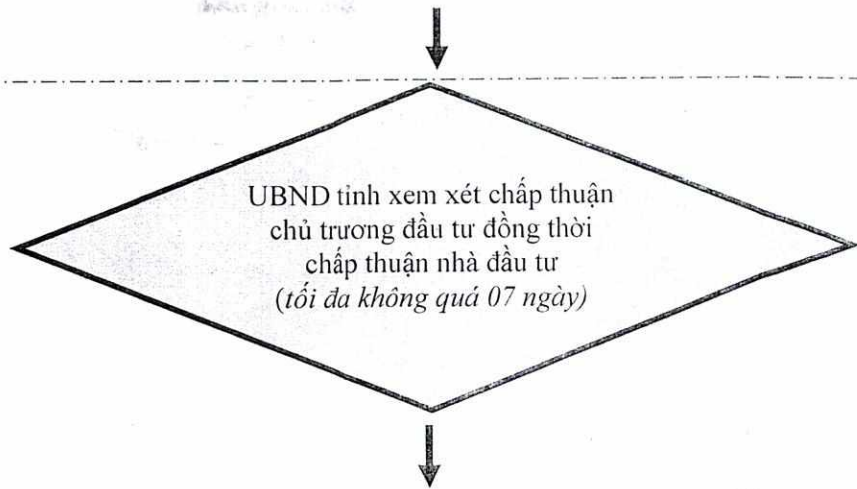 UBND tỉnh xem xét chấp thuận
chủ trương đầu tư đồng thời
chấp thuận nhà đầu tư
(tối đa không quá 07 ngày)